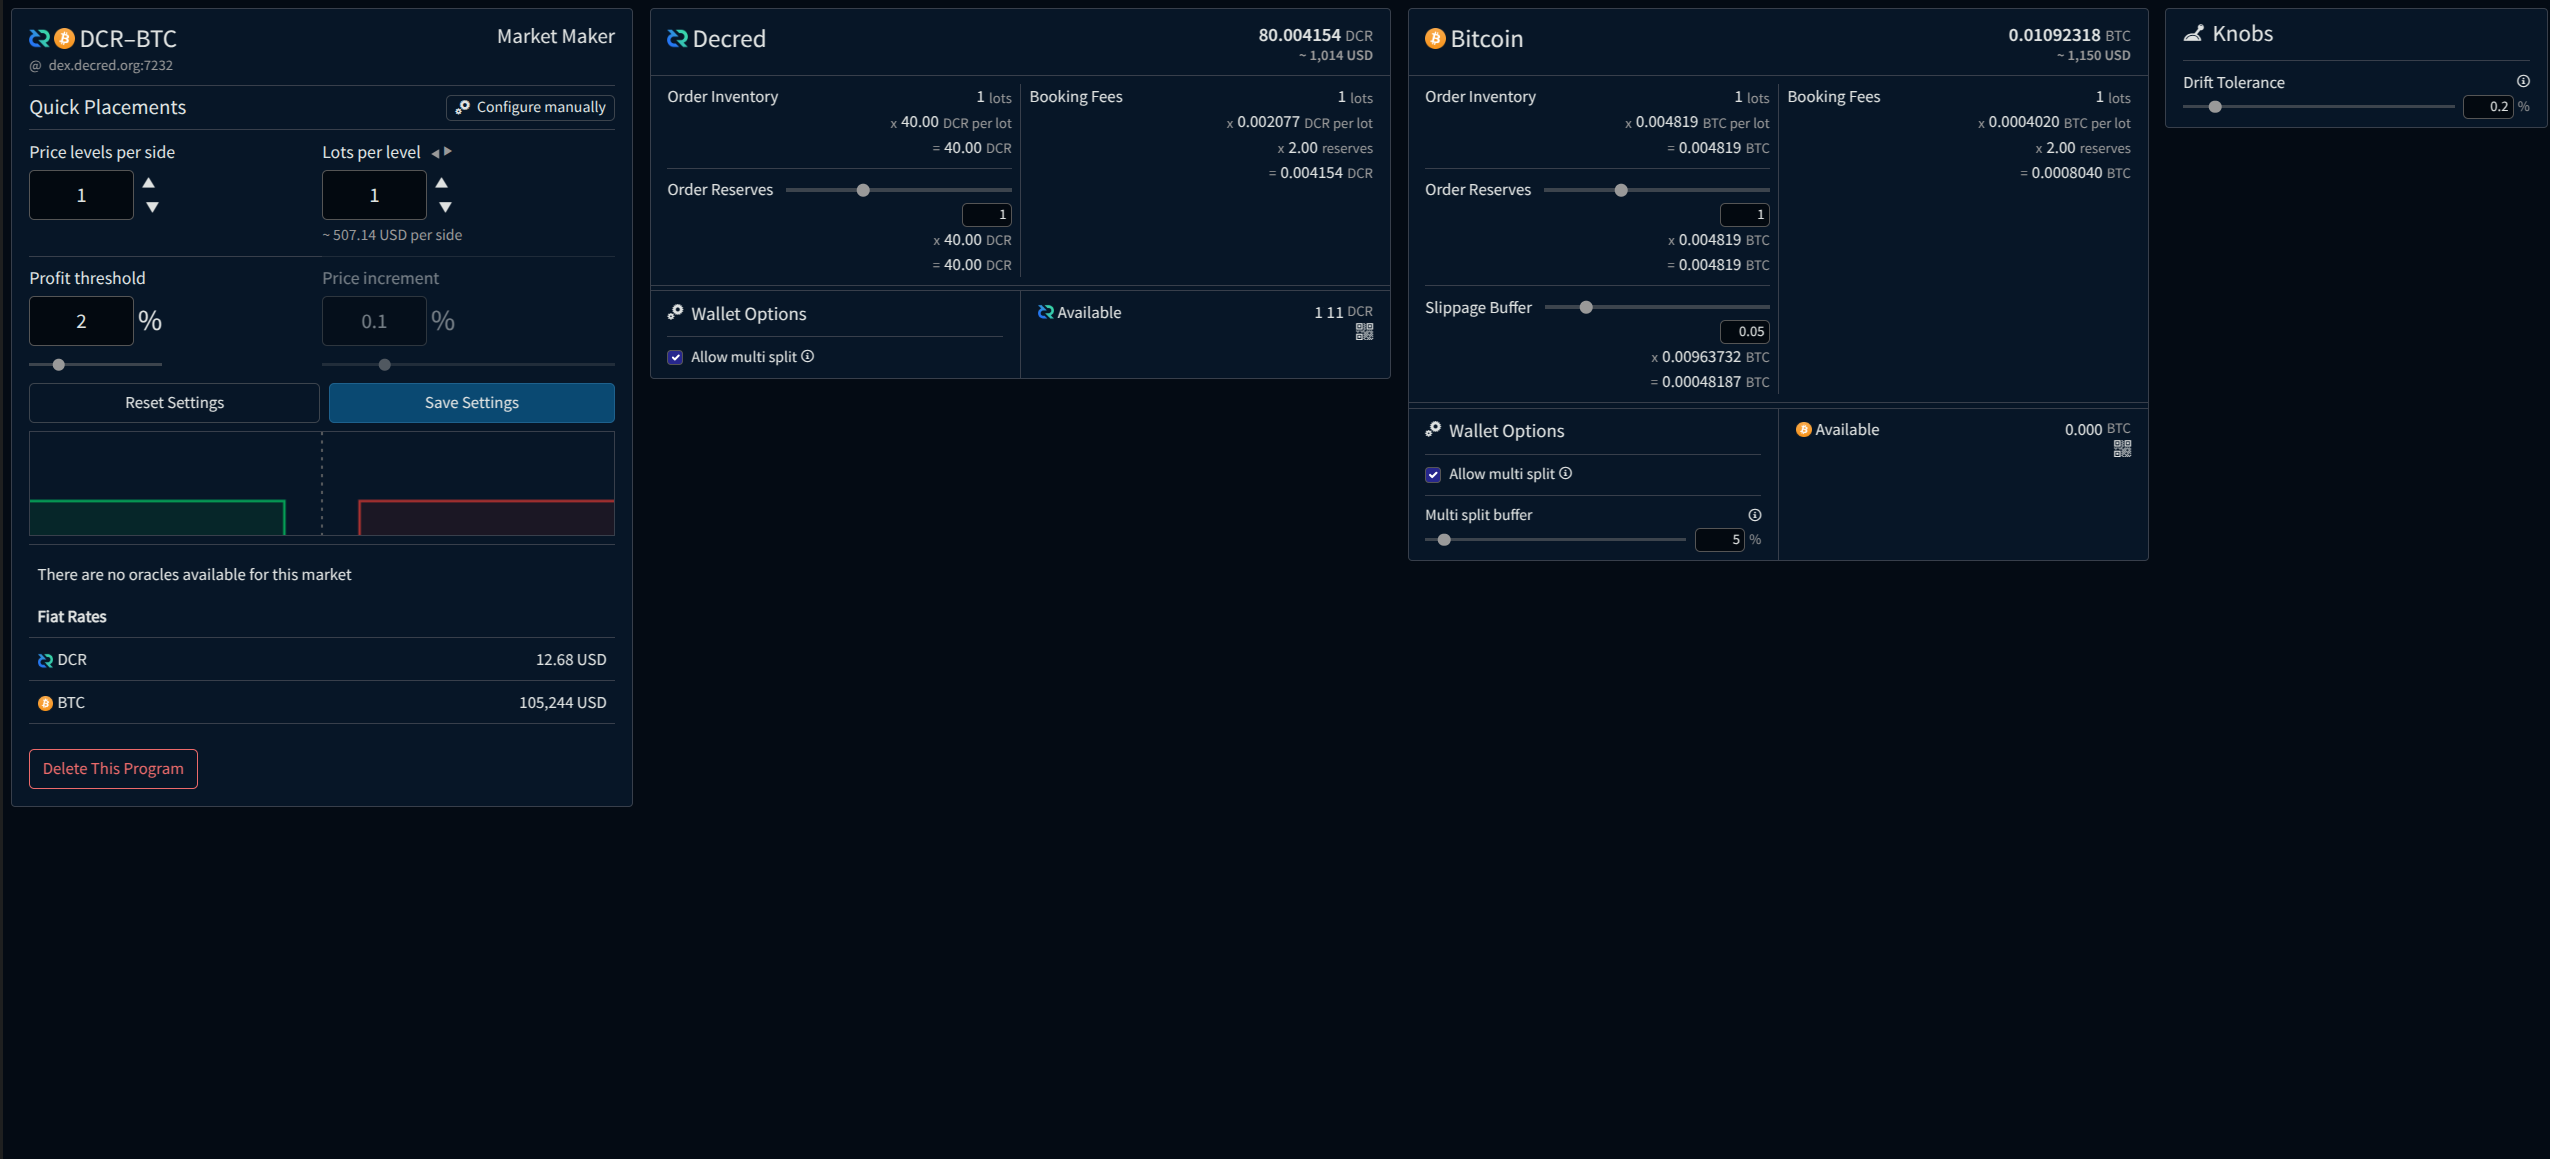 DCR–BTC
Market Maker
@ dex.decred.org:7232
Quick Placements
Configure manually
Price levels per side
Lots per level
1
1
~ 507.14 USD per side
Profit threshold
Price increment
2 %
0.1 %
Reset Settings
Save Settings
There are no oracles available for this market
Fiat Rates
DCR
12.68 USD
BTC
105,244 USD
Delete This Program
Decred
80.004154 DCR
~ 1,014 USD
Order Inventory
1 lots
x 40.00 DCR per lot
= 40.00 DCR
Order Reserves
1
x 40.00 DCR
= 40.00 DCR
Booking Fees
1 lots
x 0.002077 DCR per lot
x 2.00 reserves
= 0.004154 DCR
Wallet Options
Allow multi split
Available
1 11 DCR
Bitcoin
0.01092318 BTC
~ 1,150 USD
Order Inventory
1 lots
x 0.004819 BTC per lot
= 0.004819 BTC
Order Reserves
1
x 0.004819 BTC
= 0.004819 BTC
Slippage Buffer
0.05
x 0.00963732 BTC
= 0.00048187 BTC
Booking Fees
1 lots
x 0.0004020 BTC per lot
x 2.00 reserves
= 0.0008040 BTC
Wallet Options
Allow multi split
Multi split buffer
5 %
Available
0.000 BTC
Knobs
Drift Tolerance
0.2 %